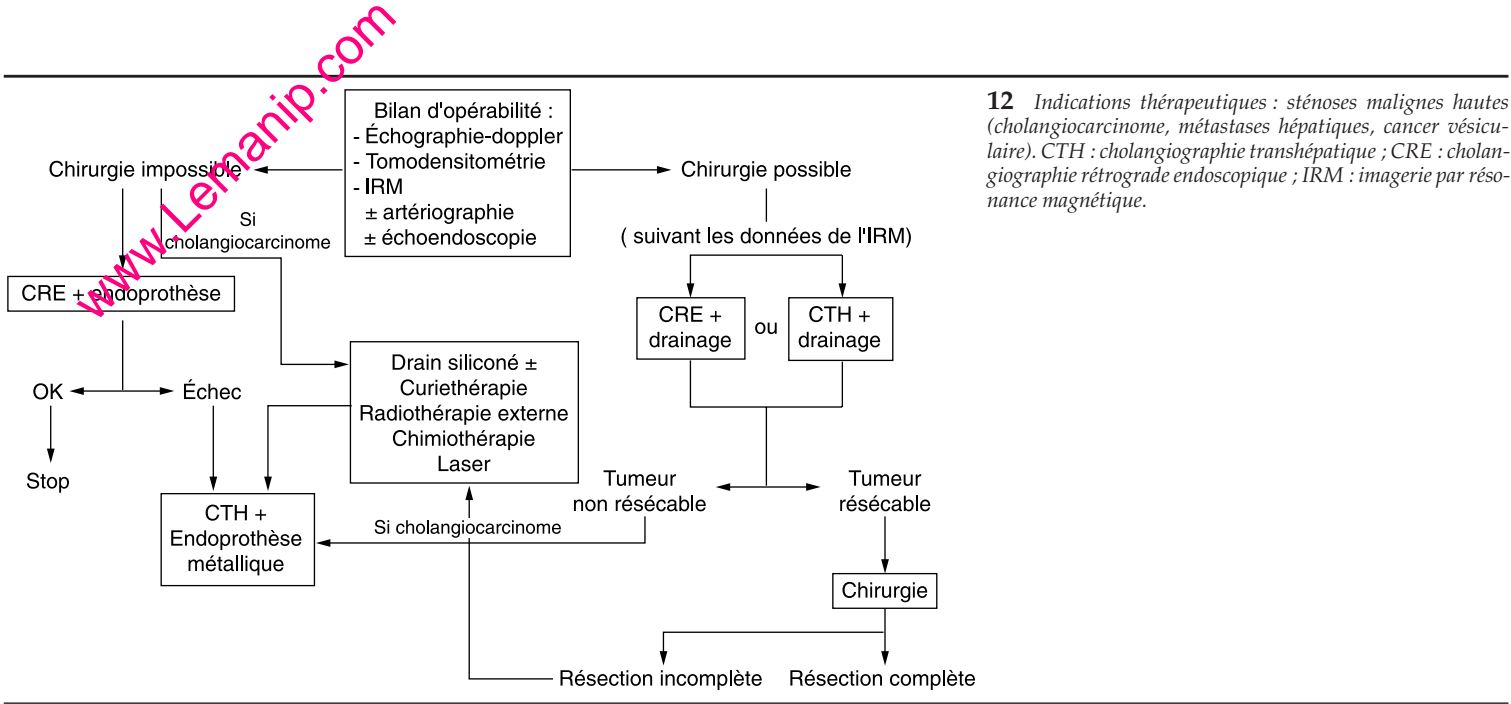 www.Lemanip.com
12 Indications thérapeutiques : sténoses malignes hautes
(cholangiocarcinome, métastases hépatiques, cancer vésicu-
laire). CTH : cholangiographie transhépatique ; CRE : cholan-
giographie rétrograde endoscopique ; IRM : imagerie par réso-
nance magnétique.
Bilan d'opérabilité :
- Échographie-doppler
- Tomodensitométrie
- IRM
± artériographie
± échoendoscopie
Chirurgie impossible
Chirurgie possible
Si
cholangiocarcinome
( suivant les données de l'IRM)
CRE + endoprothèse
CRE +
drainage
ou
CTH +
drainage
OK
Échec
Stop
Drain siliconé ±
Curiethérapie
Radiothérapie externe
Chimiothérapie
Laser
Tumeur
non résécable
Tumeur
résécable
CTH +
Endoprothèse
métallique
Si cholangiocarcinome
Chirurgie
Résection incomplète
Résection complète